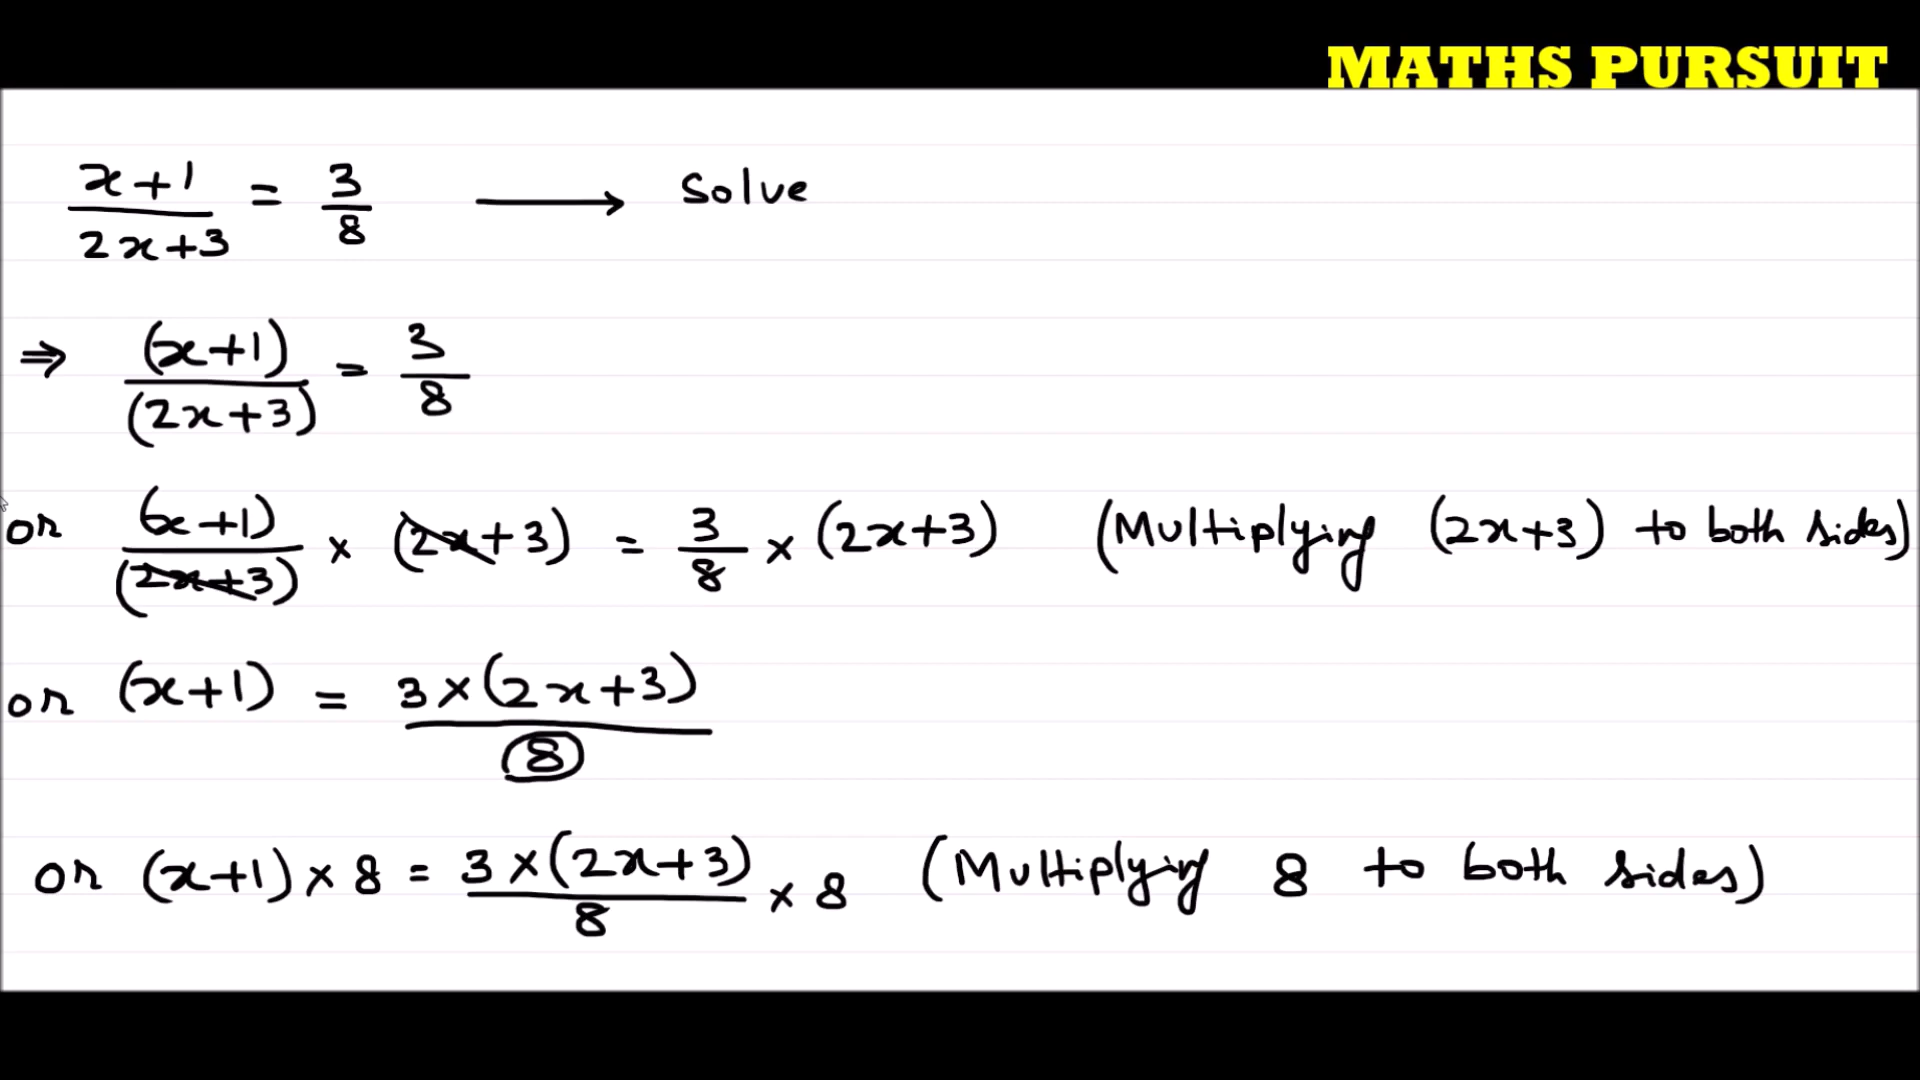 MATHS PURSUIT
x+1/2x+3 = 3/8 ⟶ Solve
⇒ (x+1)/(2x+3) = 3/8
or (x+1)/(2x+3) × (2x+3) = 3/8 × (2x+3) (Multiplying (2x+3) to both sides)
or (x+1) = 3×(2x+3)/8
or (x+1) × 8 = 3×(2x+3)/8 × 8 (Multiplying 8 to both sides)